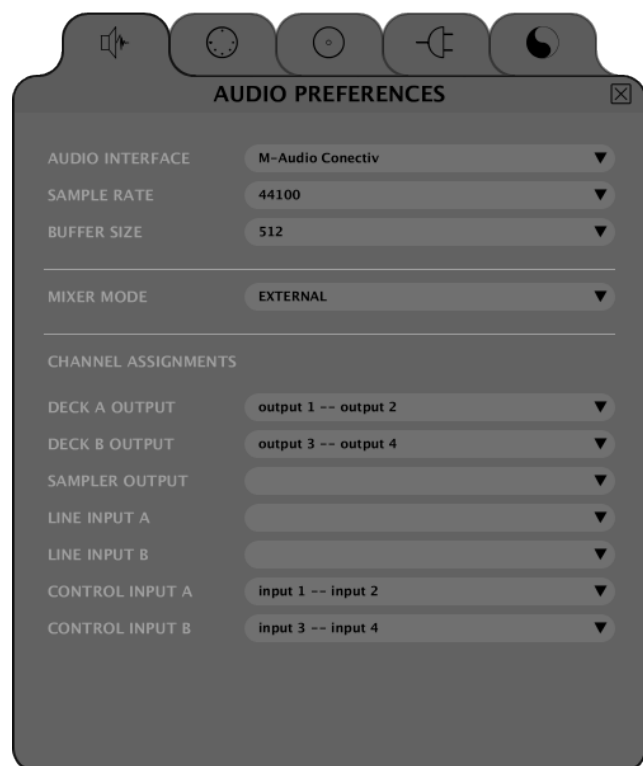 AUDIO PREFERENCES
AUDIO INTERFACE M-Audio Conectiv
SAMPLE RATE 44100
BUFFER SIZE 512
MIXER MODE EXTERNAL
CHANNEL ASSIGNMENTS
DECK A OUTPUT output 1 -- output 2
DECK B OUTPUT output 3 -- output 4
SAMPLER OUTPUT
LINE INPUT A
LINE INPUT B
CONTROL INPUT A input 1 -- input 2
CONTROL INPUT B input 3 -- input 4